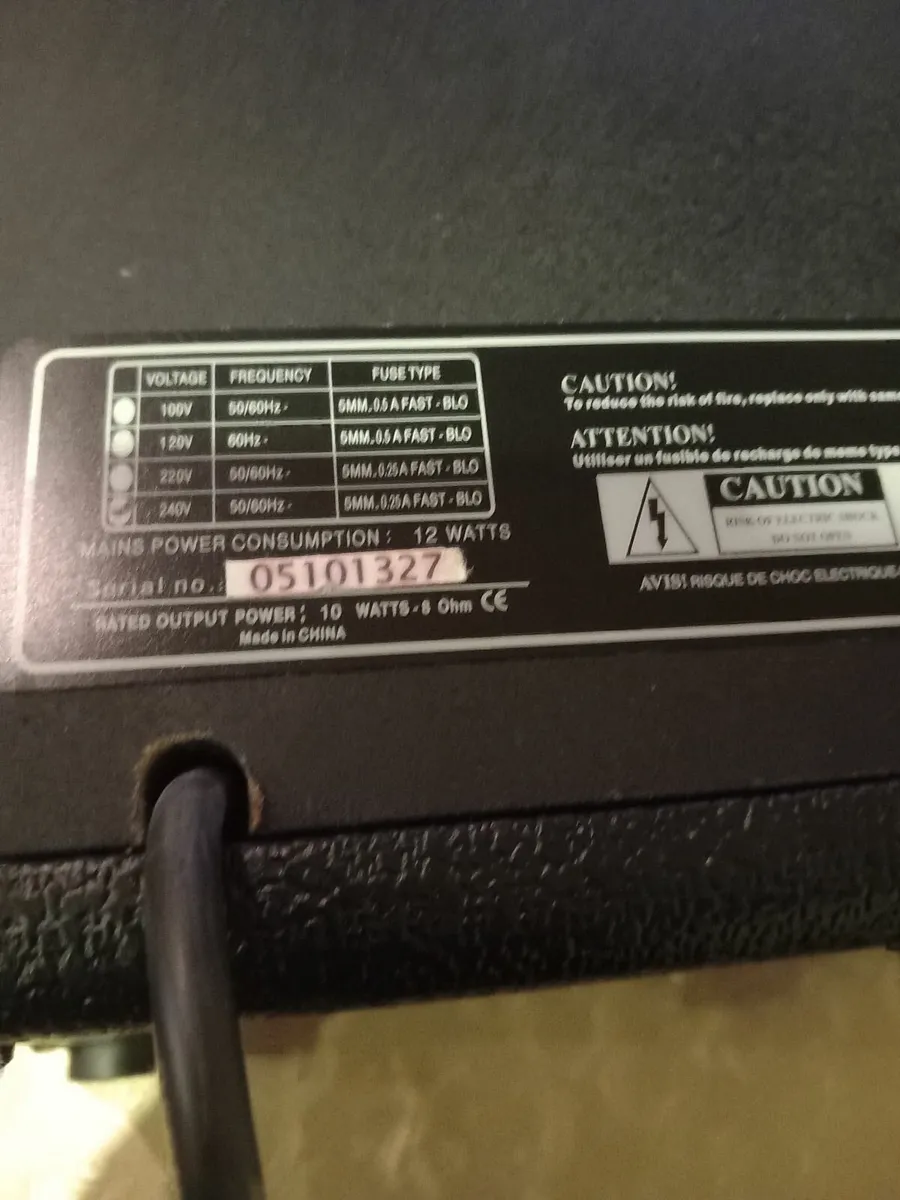 VOLTAGE FREQUENCY FUSE TYPE
100V 50/60Hz- 5MM..0.5 A FAST - BLO
120V 60Hz- 5MM..0.5 A FAST - BLO
220V 50/60Hz- 5MM..0.25A FAST - BLO
240V 50/60Hz- 5MM..0.25A FAST - BLO
MAINS POWER CONSUMPTION : 12 WATTS
Serial no.: 05101327
RATED OUTPUT POWER: 10 WATTS-8 Ohm CE
Made in CHINA
CAUTION!
To reduce the risk of fire, replace only with same
ATTENTION!
Utiliser un fusible de recharge de meme type
CAUTION
RISK OF ELECTRIC SHOCK
DO NOT OPEN
AVIS! RISQUE DE CHOC ELECTRIQUE